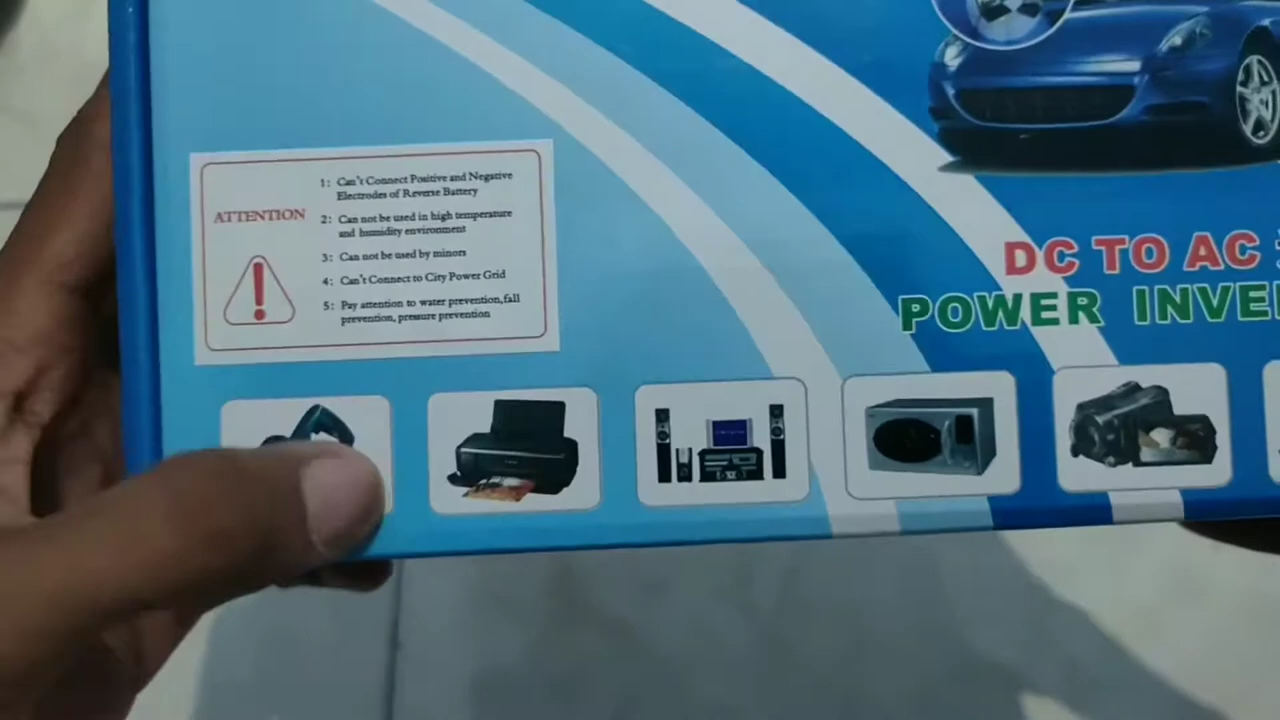 ATTENTION
1: Can't Connect Positive and Negative
Electrodes of Reverse Battery
2: Can not be used in high temperature
and humidity environment
3: Can not be used by minors
4: Can't Connect to City Power Grid
5: Pay attention to water prevention,fall
prevention, pressure prevention
DC TO AC
POWER INVE